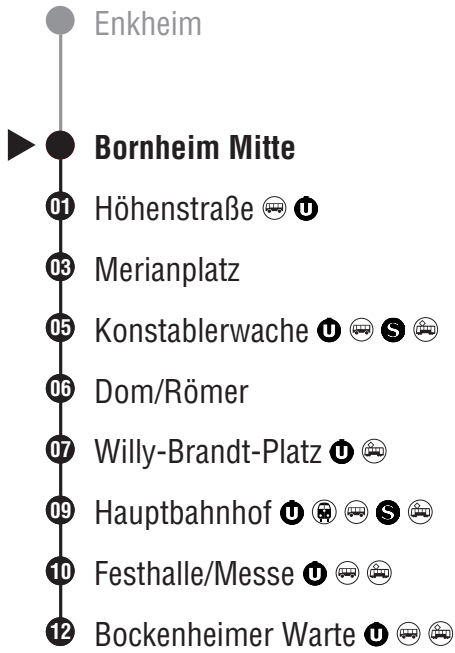 Enkheim
Bornheim Mitte
01 Höhenstraße U
03 Merianplatz
05 Konstablerwache U S
06 Dom/Römer
07 Willy-Brandt-Platz U
09 Hauptbahnhof U S
10 Festhalle/Messe U
12 Bockenheimer Warte U